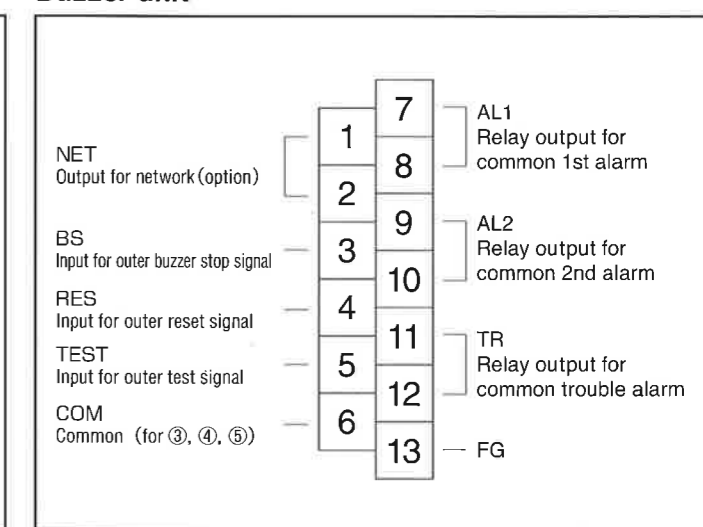 NET
Output for network (option)
BS
Input for outer buzzer stop signal
RES
Input for outer reset signal
TEST
Input for outer test signal
COM
Common (for ③, ④, ⑤)
1
2
3
4
5
6
7
8
9
10
11
12
13
AL1
Relay output for
common 1st alarm
AL2
Relay output for
common 2nd alarm
TR
Relay output for
common trouble alarm
FG